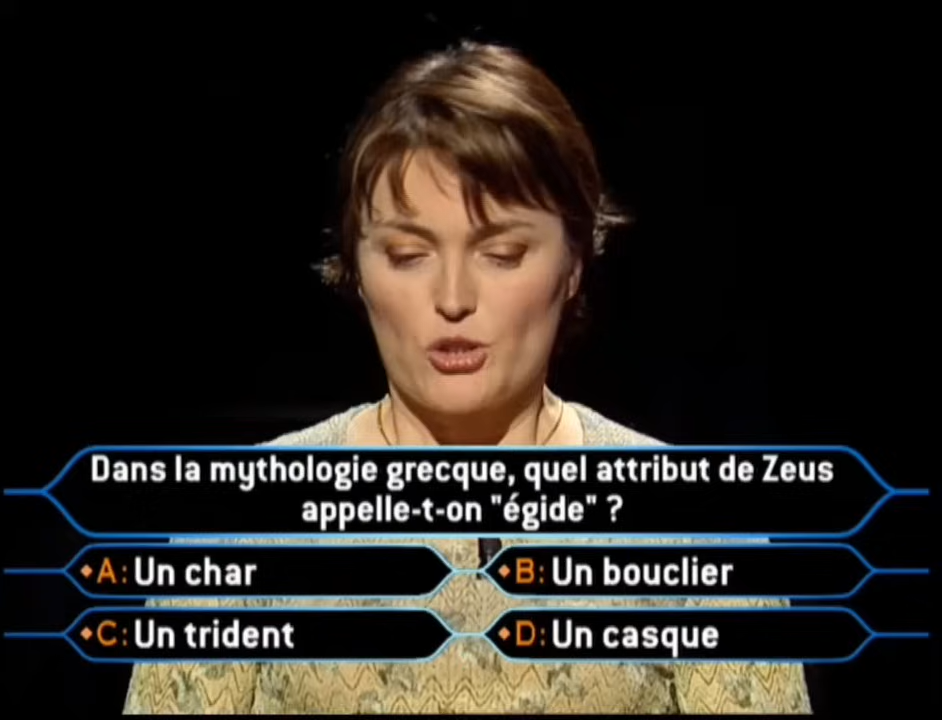 Dans la mythologie grecque, quel attribut de Zeus
appelle-t-on "égide" ?
A: Un char
B: Un bouclier
C: Un trident
D: Un casque